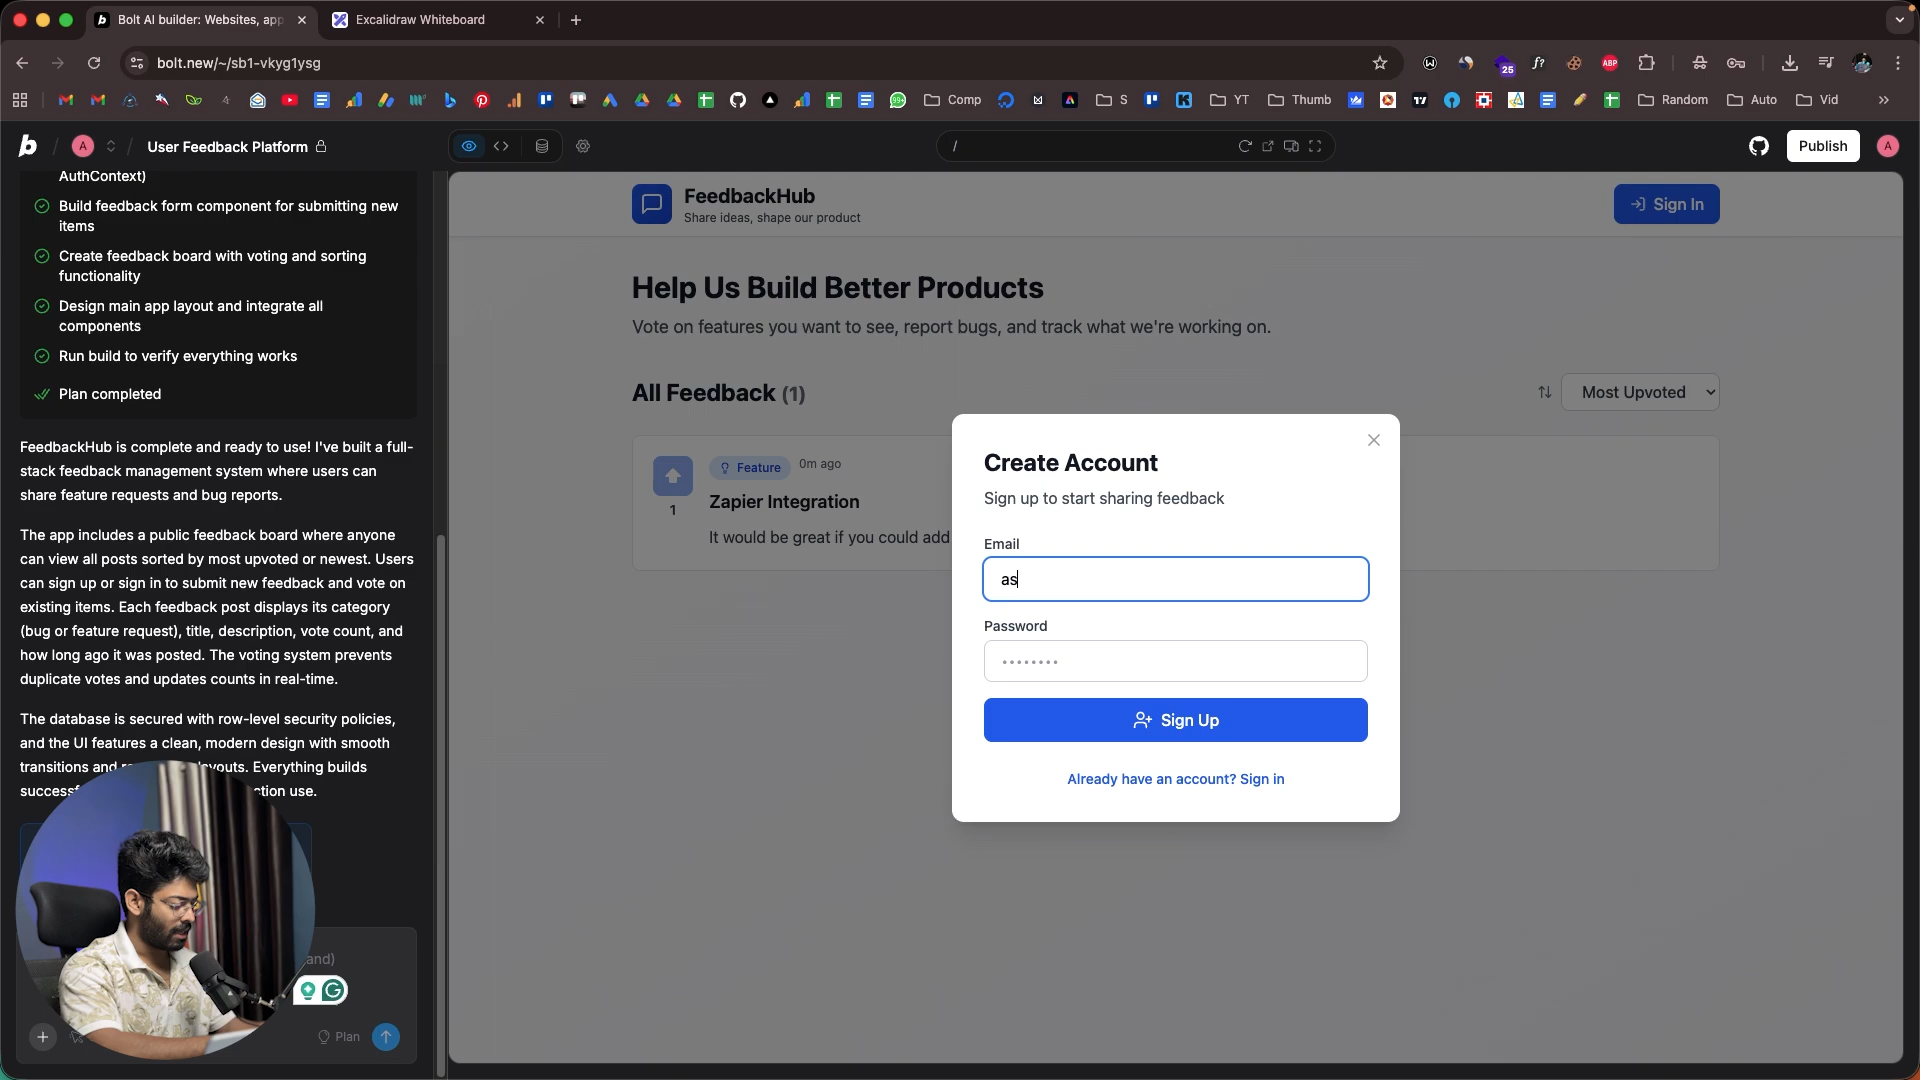 Bolt AI builder: Websites, app
Excalidraw Whiteboard
bolt.new/~/sb1-vkyg1ysg
25
ABP
Comp
S
YT
Thumb
Random
Auto
Vid
b
A
User Feedback Platform
/
Publish
A
AuthContext)
Build feedback form component for submitting new
items
Create feedback board with voting and sorting
functionality
Design main app layout and integrate all
components
Run build to verify everything works
Plan completed
FeedbackHub is complete and ready to use! I've built a full-
stack feedback management system where users can
share feature requests and bug reports.
The app includes a public feedback board where anyone
can view all posts sorted by most upvoted or newest. Users
can sign up or sign in to submit new feedback and vote on
existing items. Each feedback post displays its category
(bug or feature request), title, description, vote count, and
how long ago it was posted. The voting system prevents
duplicate votes and updates counts in real-time.
The database is secured with row-level security policies,
and the UI features a clean, modern design with smooth
transitions and
Everything builds
Plan
FeedbackHub
Share ideas, shape our product
Sign In
Help Us Build Better Products
Vote on features you want to see, report bugs, and track what we're working on.
All Feedback (1)
Most Upvoted
Feature
0m ago
Zapier Integration
1
It would be great if you could add
Create Account
Sign up to start sharing feedback
Email
as
Password
Sign Up
Already have an account? Sign in